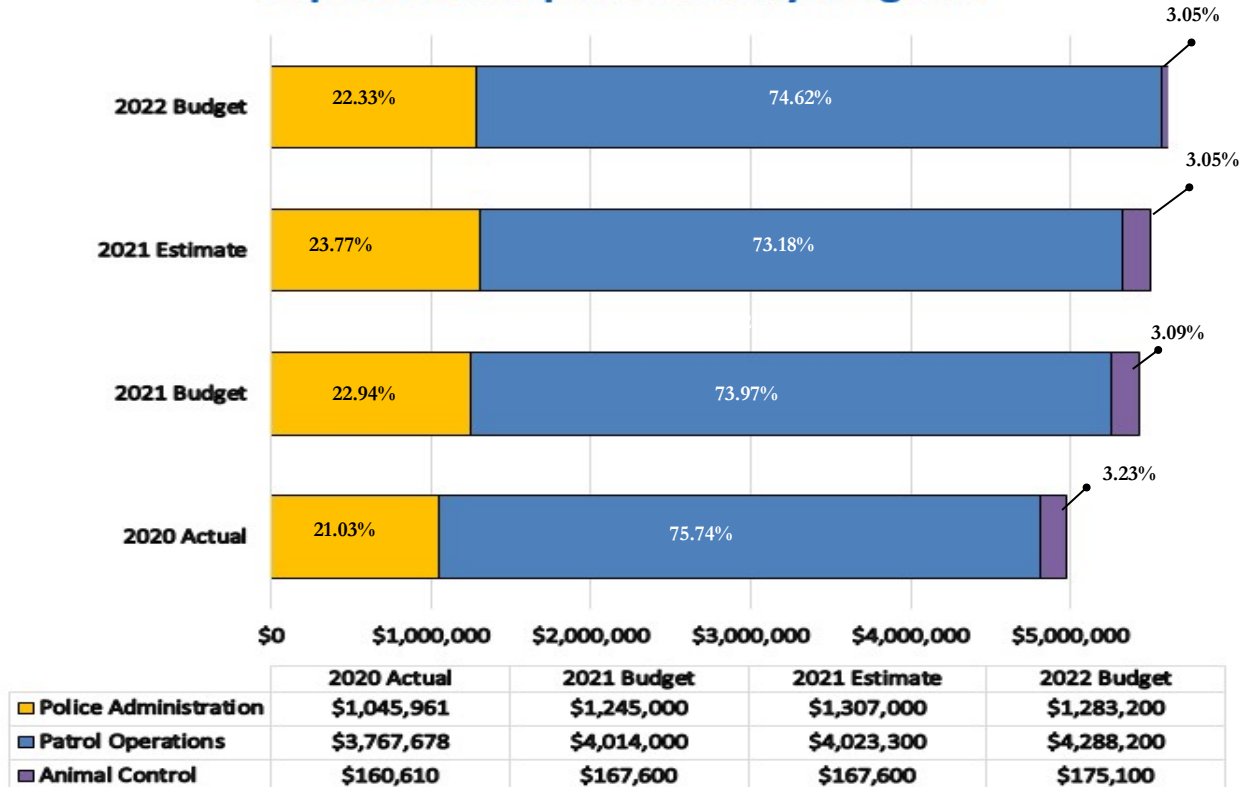 3.05%
2022 Budget 22.33% 74.62%
3.05%
2021 Estimate 23.77% 73.18%
3.09%
2021 Budget 22.94% 73.97%
3.23%
2020 Actual 21.03% 75.74%
$0 $1,000,000 $2,000,000 $3,000,000 $4,000,000 $5,000,000
2020 Actual 2021 Budget 2021 Estimate 2022 Budget
Police Administration $1,045,961 $1,245,000 $1,307,000 $1,283,200
Patrol Operations $3,767,678 $4,014,000 $4,023,300 $4,288,200
Animal Control $160,610 $167,600 $167,600 $175,100